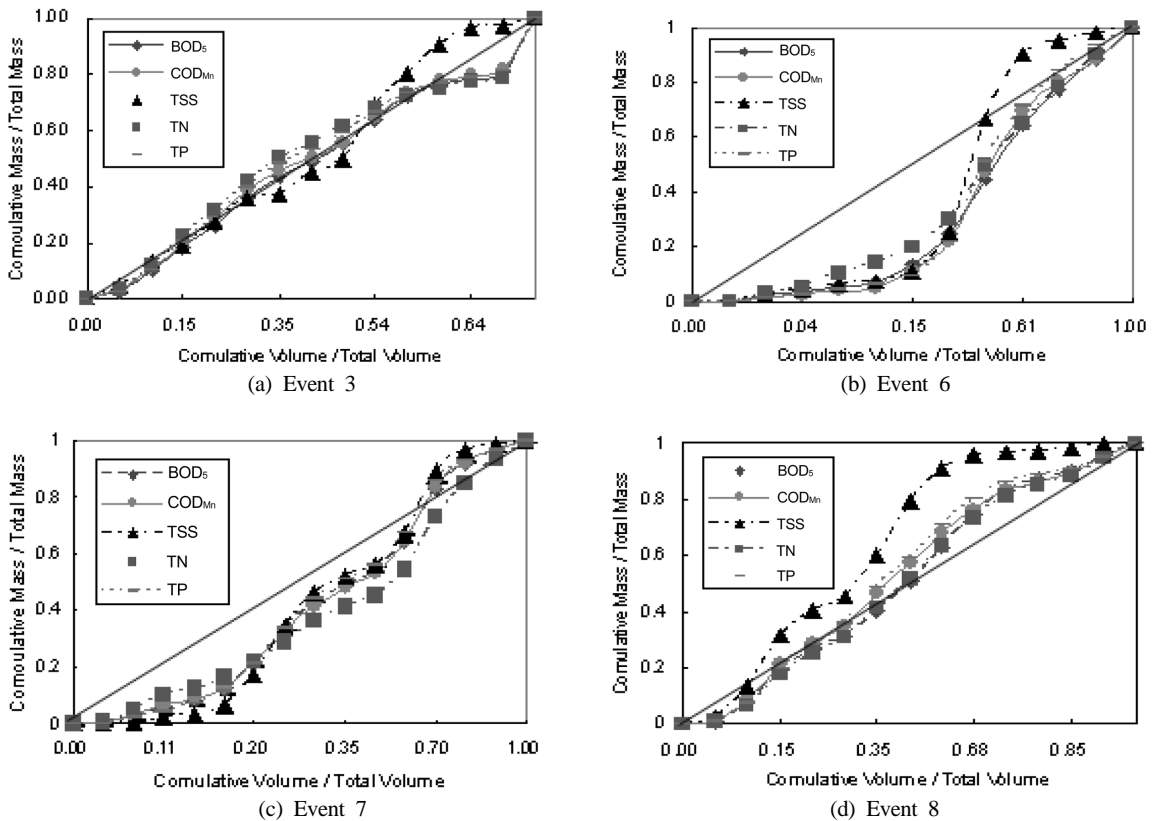 1.00
0.80
0.60
0.40
0.20
0.00
Comoulative Mass / Total Mass
BOD5
CODMn
TSS
TN
TP
0.00 0.15 0.35 0.54 0.64
Comulative Volume / Total Volume
(a) Event 3
1
0.8
0.6
0.4
0.2
0
Comoulative Mass / Total Mass
BOD5
CODMn
TSS
TN
TP
0.00 0.04 0.15 0.61 1.00
Comulative Volume / Total Volume
(b) Event 6
1
0.8
0.6
0.4
0.2
0
Comoulative Mass / Total Mass
BOD5
CODMn
TSS
TN
TP
0.00 0.11 0.20 0.35 0.70 1.00
Comulative Volume / Total Volume
(c) Event 7
1
0.8
0.6
0.4
0.2
0
Comulative Mass / Total Mass
BOD5
CODMn
TSS
TN
TP
0.00 0.15 0.35 0.68 0.85
Comulative Volume / Total Volume
(d) Event 8